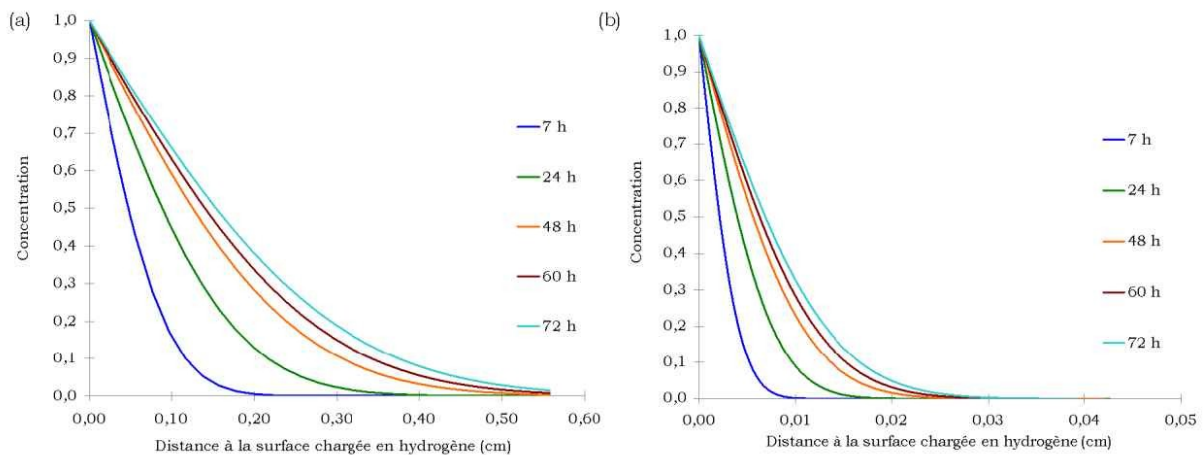 (a)
1,0
0,9
0,8
0,7
0,6
0,5
0,4
0,3
0,2
0,1
0,0
Concentration
0,00 0,10 0,20 0,30 0,40 0,50 0,60
Distance à la surface chargée en hydrogène (cm)
7 h
24 h
48 h
60 h
72 h
(b)
1,0
0,9
0,8
0,7
0,6
0,5
0,4
0,3
0,2
0,1
0,0
Concentration
0,00 0,01 0,02 0,03 0,04 0,05
Distance à la surface chargée en hydrogène (cm)
7 h
24 h
48 h
60 h
72 h